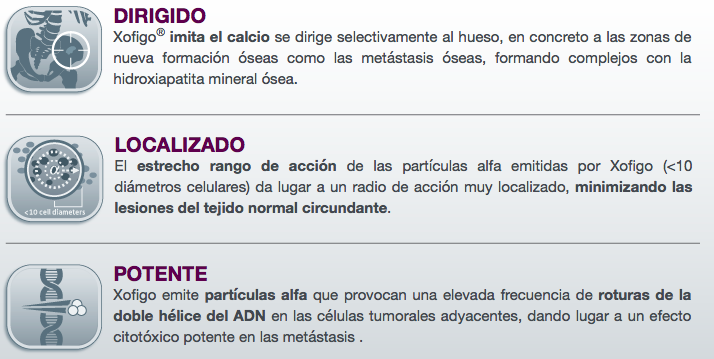 DIRIGIDO
Xofigo® imita el calcio se dirige selectivamente al hueso, en concreto a las zonas de
nueva formación óseas como las metástasis óseas, formando complejos con la
hidroxiapatita mineral ósea.
LOCALIZADO
El estrecho rango de acción de las partículas alfa emitidas por Xofigo (<10
diámetros celulares) da lugar a un radio de acción muy localizado, minimizando las
lesiones del tejido normal circundante.
<10 cell diameters
POTENTE
Xofigo emite partículas alfa que provocan una elevada frecuencia de roturas de la
doble hélice del ADN en las células tumorales adyacentes, dando lugar a un efecto
citotóxico potente en las metástasis .